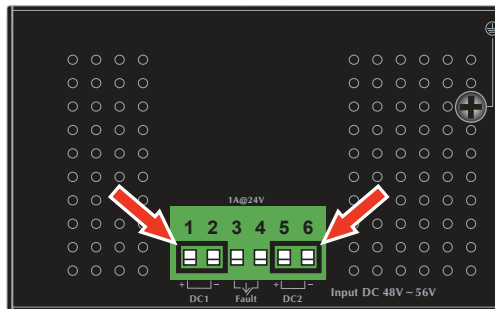 1A@24V
1 2 3 4 5 6
+ − + −
DC1 Fault DC2
Input DC 48V ~ 56V